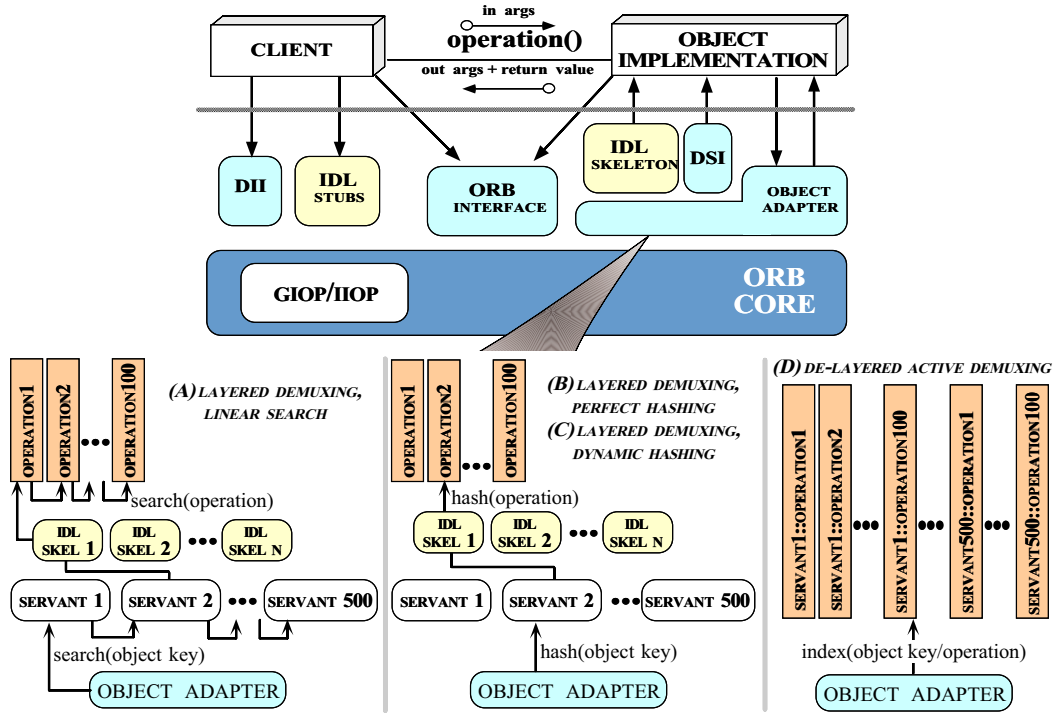 in args
operation()
out args + return value
CLIENT
OBJECT
IMPLEMENTATION
DII
IDL
STUBS
ORB
INTERFACE
IDL
SKELETON
DSI
OBJECT
ADAPTER
GIOP/IIOP
ORB
CORE
OPERATION1
OPERATION2
OPERATION100
(A) LAYERED DEMUXING,
LINEAR SEARCH
search(operation)
IDL
SKEL 1
IDL
SKEL 2
IDL
SKEL N
SERVANT 1
SERVANT 2
SERVANT 500
search(object key)
OBJECT ADAPTER
OPERATION1
OPERATION2
OPERATION100
(B) LAYERED DEMUXING,
PERFECT HASHING
(C) LAYERED DEMUXING,
DYNAMIC HASHING
hash(operation)
IDL
SKEL 1
IDL
SKEL 2
IDL
SKEL N
SERVANT 1
SERVANT 2
SERVANT 500
hash(object key)
OBJECT ADAPTER
(D) DE-LAYERED ACTIVE DEMUXING
SERVANT1::OPERATION1
SERVANT1::OPERATION2
SERVANT1::OPERATION100
SERVANT500::OPERATION1
SERVANT500::OPERATION100
index(object key/operation)
OBJECT ADAPTER